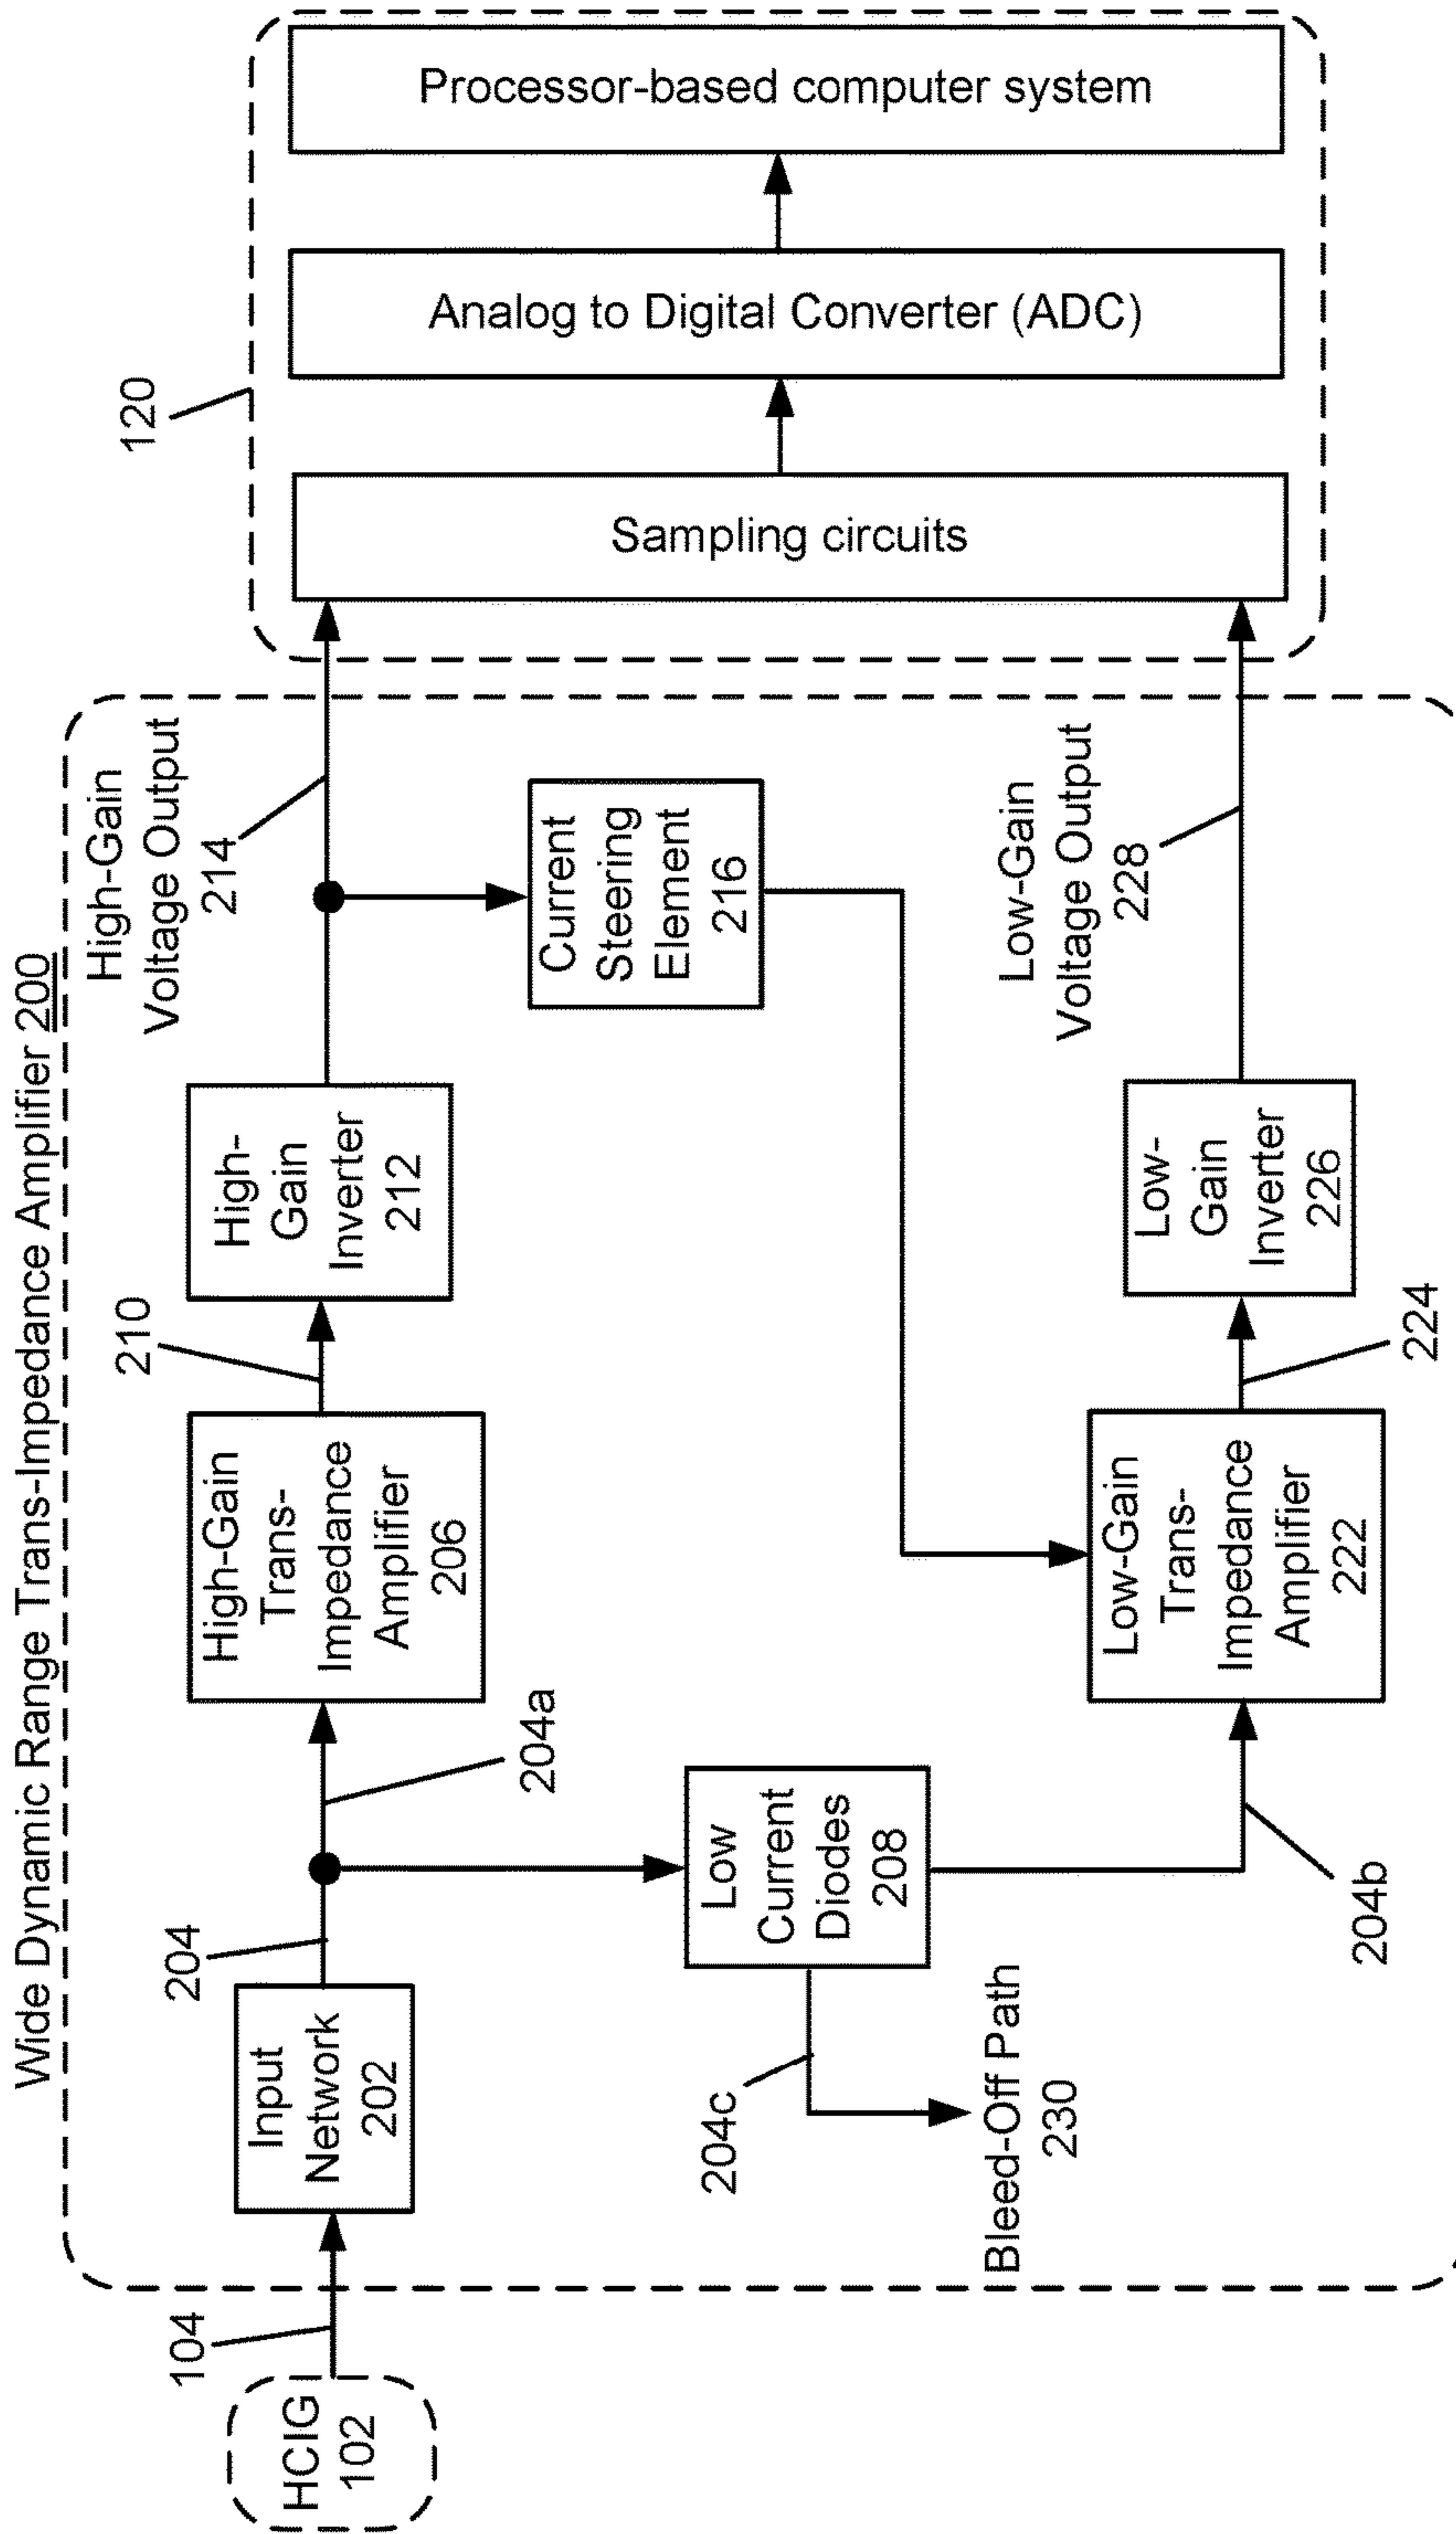 Wide Dynamic Range Trans-Impedance Amplifier 200
HCIG
102
104
Input
Network
202
204
204a
High-Gain
Trans-
Impedance
Amplifier
206
210
High-
Gain
Inverter
212
High-Gain
Voltage Output
214
Current
Steering
Element
216
Low
Current
Diodes
208
204c
Bleed-Off Path
230
204b
Low-Gain
Trans-
Impedance
Amplifier
222
224
Low-
Gain
Inverter
226
Low-Gain
Voltage Output
228
120
Sampling circuits
Analog to Digital Converter (ADC)
Processor-based computer system